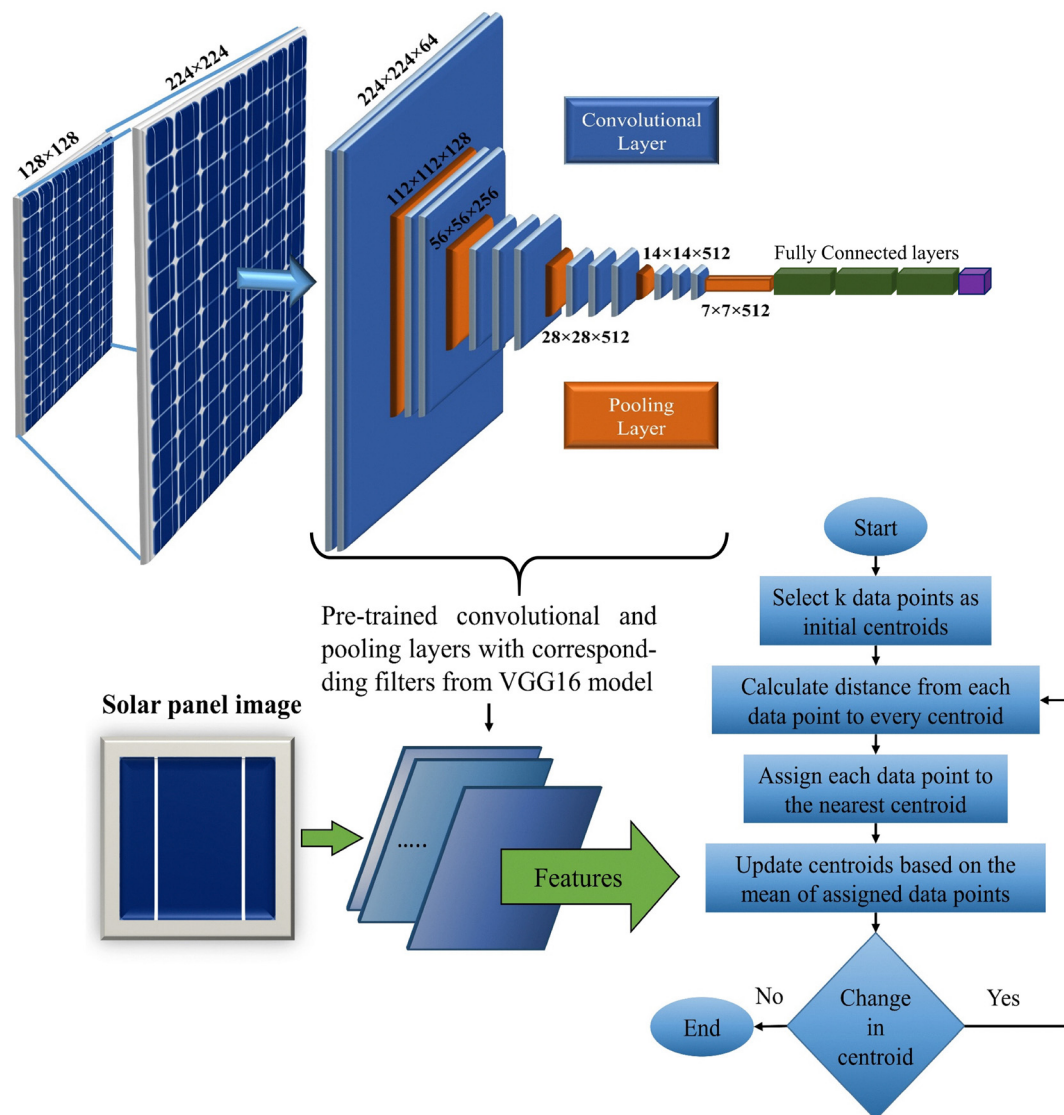 128×128
224×224
224×224×64
112×112×128
56×56×256
28×28×512
14×14×512
7×7×512
Convolutional
Layer
Fully Connected layers
Pooling
Layer
Pre-trained convolutional and
pooling layers with correspond-
ding filters from VGG16 model
Solar panel image
.....
Features
Start
Select k data points as
initial centroids
Calculate distance from each
data point to every centroid
Assign each data point to
the nearest centroid
Update centroids based on the
mean of assigned data points
Change
in
centroid
No
Yes
End